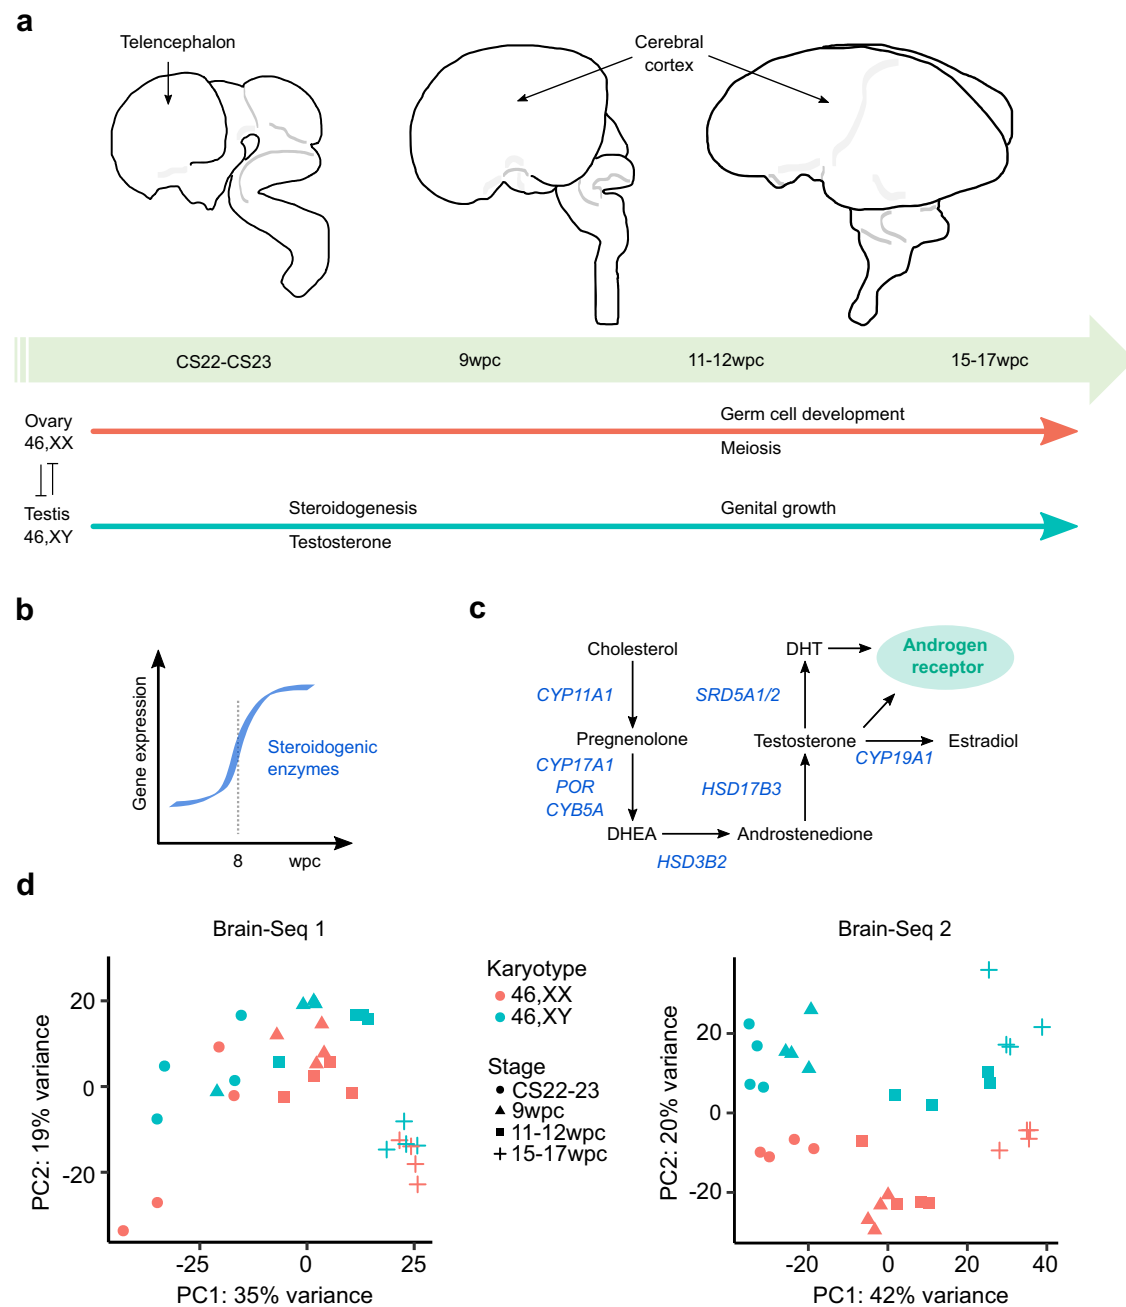 a
Telencephalon
Cerebral
cortex
CS22-CS23
9wpc
11-12wpc
15-17wpc
Ovary
46,XX
Germ cell development
Meiosis
Testis
46,XY
Steroidogenesis
Testosterone
Genital growth
b
Gene expression
Steroidogenic
enzymes
8
wpc
c
Cholesterol
CYP11A1
Pregnenolone
CYP17A1
POR
CYB5A
DHEA
HSD3B2
Androstenedione
HSD17B3
Testosterone
SRD5A1/2
DHT
Androgen
receptor
CYP19A1
Estradiol
d
Brain-Seq 1
PC2: 19% variance
20
0
-20
-25
0
25
PC1: 35% variance
Karyotype
46,XX
46,XY
Stage
CS22-23
9wpc
11-12wpc
15-17wpc
Brain-Seq 2
PC2: 20% variance
20
0
-20
-20
0
20
40
PC1: 42% variance